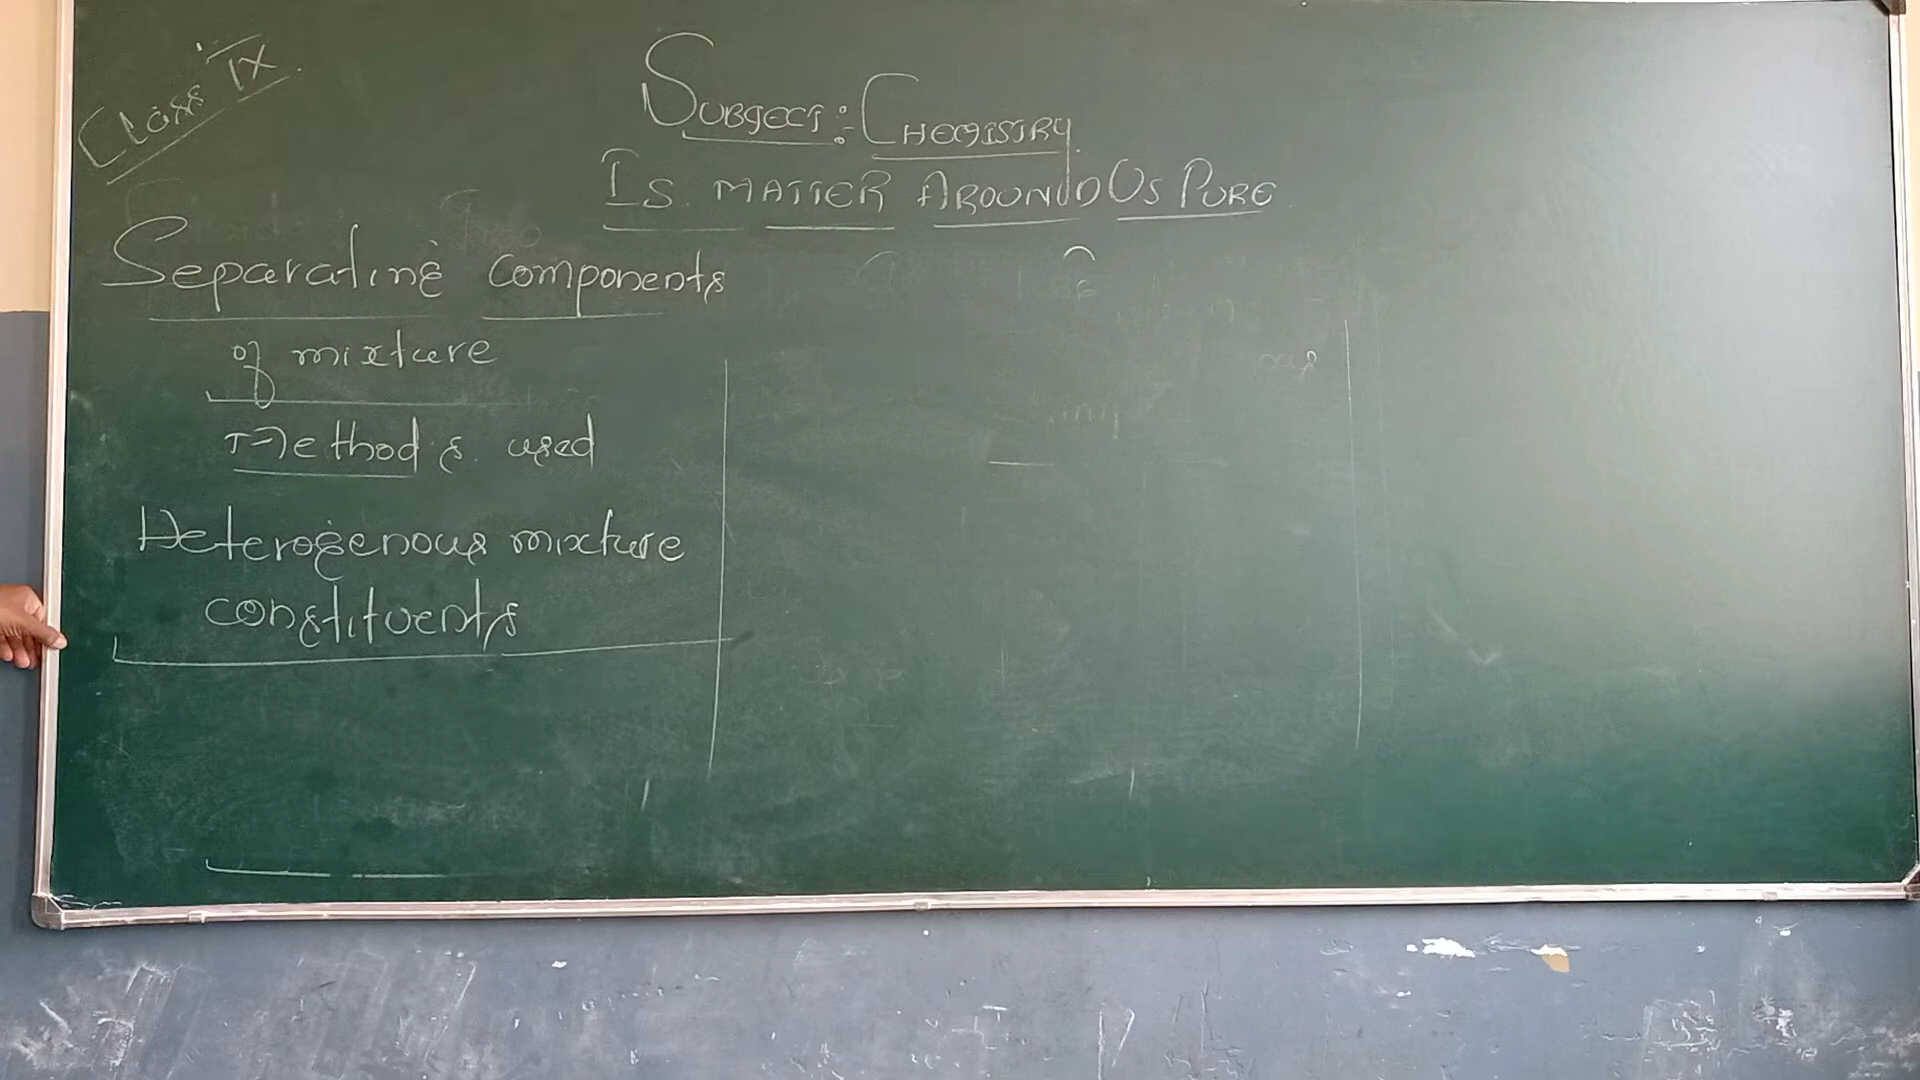 Class IX
Subject:- Chemistry
Is Matter Around Us Pure
Separating components
of mixture
Methods used
Heterogenous mixture
constituents